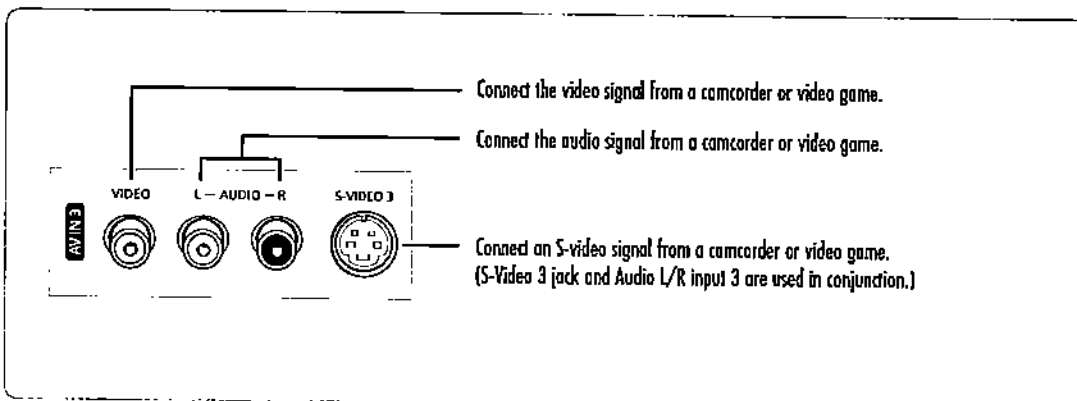 Connect the video signal from a camcorder or video game.
Connect the audio signal from a camcorder or video game.
VIDEO L – AUDIO – R S-VIDEO 3
AV IN 3
Connect an S-video signal from a camcorder or video game.
(S-Video 3 jack and Audio L/R input 3 are used in conjunction.)